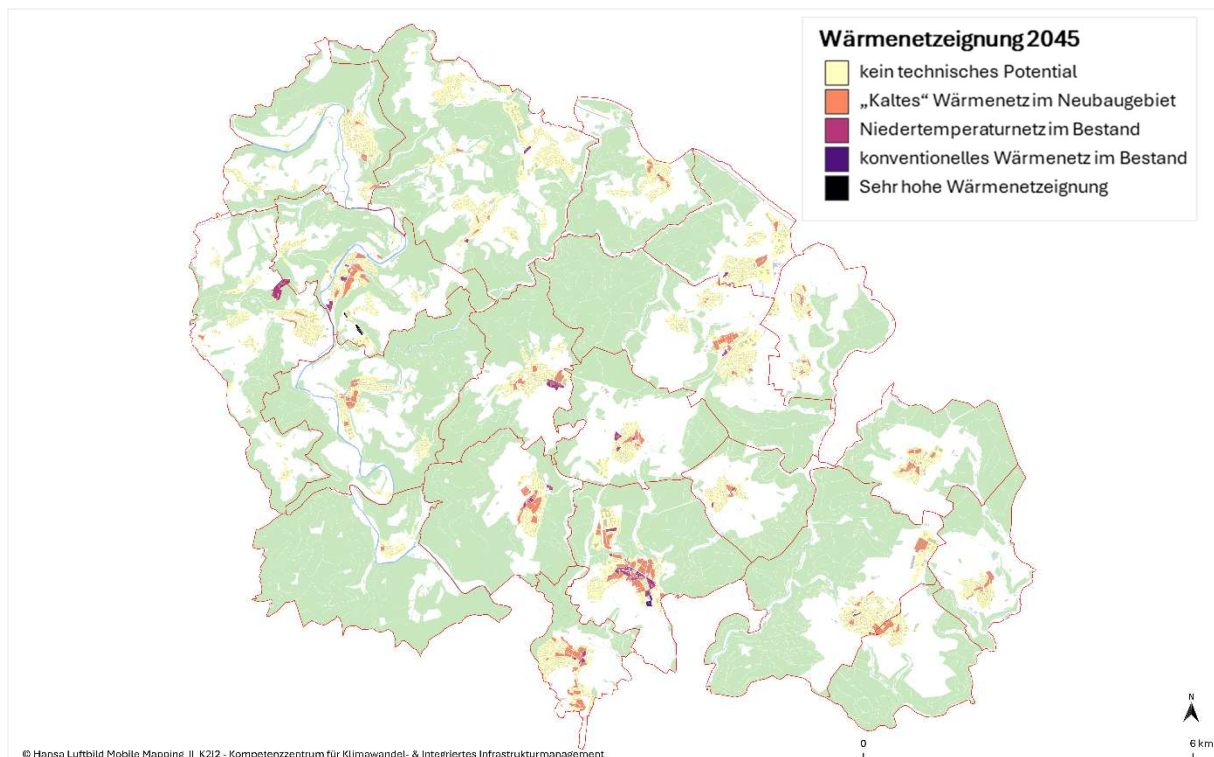 Wärmenetzeignung 2045
kein technisches Potential
„Kaltes“ Wärmenetz im Neubaugebiet
Niedertemperaturnetz im Bestand
konventionelles Wärmenetz im Bestand
Sehr hohe Wärmenetzeignung
N
0 6 km
© Hansa Luftbild Mobile Mapping II K2I2 - Kompetenzzentrum für Klimawandel- & Integriertes Infrastrukturmanagement